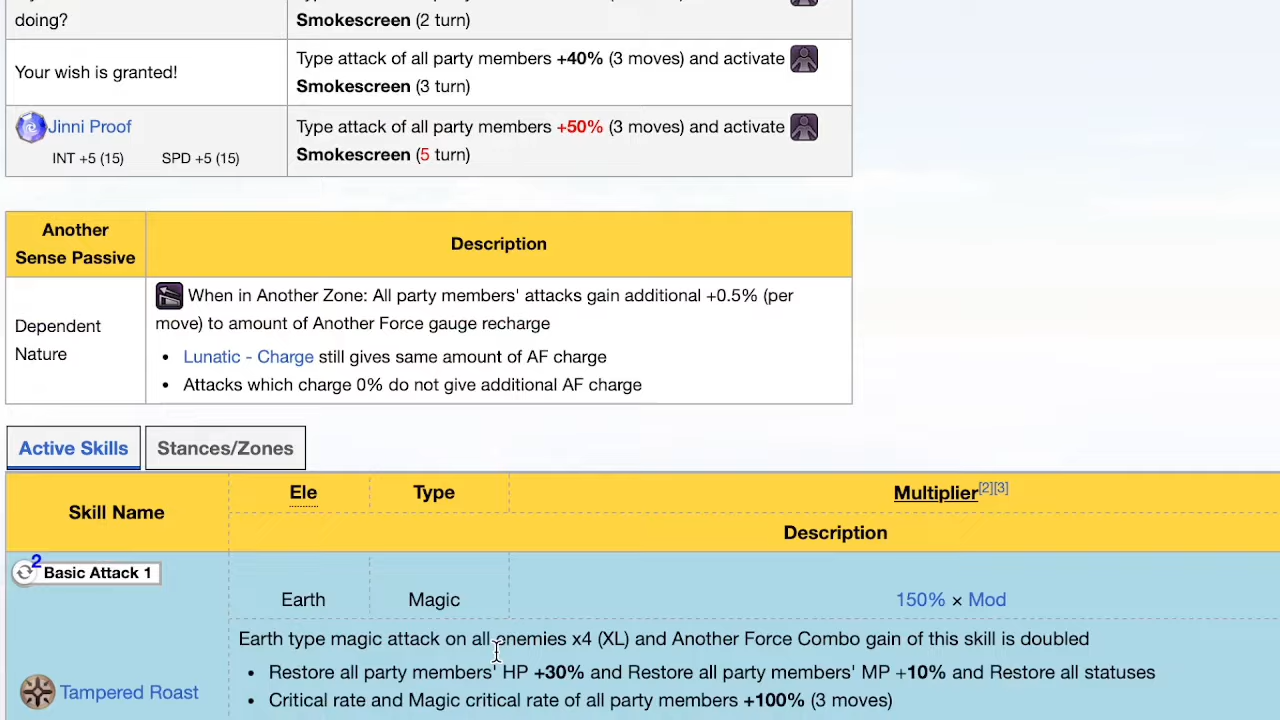 doing?
Smokescreen (2 turn)
Your wish is granted!
Type attack of all party members +40% (3 moves) and activate
Smokescreen (3 turn)
Jinni Proof
INT +5 (15) SPD +5 (15)
Type attack of all party members +50% (3 moves) and activate
Smokescreen (5 turn)
Another
Sense Passive
Description
Dependent
Nature
When in Another Zone: All party members' attacks gain additional +0.5% (per
move) to amount of Another Force gauge recharge
• Lunatic - Charge still gives same amount of AF charge
• Attacks which charge 0% do not give additional AF charge
Active Skills
Stances/Zones
Skill Name
Ele
Type
Multiplier[2][3]
Description
2
Basic Attack 1
Earth
Magic
150% × Mod
Tampered Roast
Earth type magic attack on all enemies x4 (XL) and Another Force Combo gain of this skill is doubled
• Restore all party members' HP +30% and Restore all party members' MP +10% and Restore all statuses
• Critical rate and Magic critical rate of all party members +100% (3 moves)